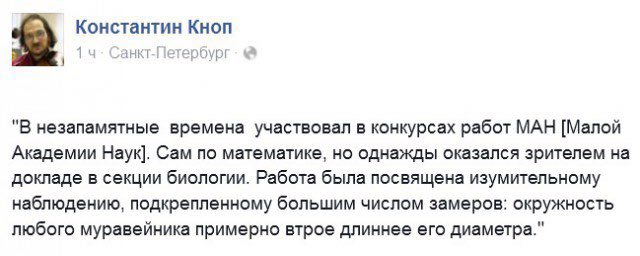 Константин Кноп
1 ч · Санкт-Петербург ·
"В незапамятные времена участвовал в конкурсах работ МАН [Малой
Академии Наук]. Сам по математике, но однажды оказался зрителем на
докладе в секции биологии. Работа была посвящена изумительному
наблюдению, подкрепленному большим числом замеров: окружность
любого муравейника примерно втрое длиннее его диаметра."